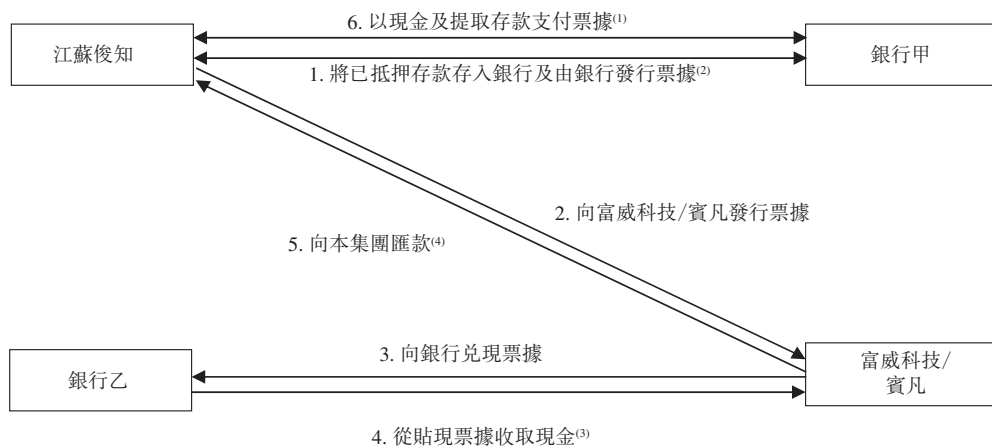 6. 以現金及提取存款支付票據(1)
江蘇俊知
銀行甲
1. 將已抵押存款存入銀行及由銀行發行票據(2)
2. 向富威科技/賓凡發行票據
5. 向本集團匯款(4)
3. 向銀行兌現票據
銀行乙
富威科技/
賓凡
4. 從貼現票據收取現金(3)